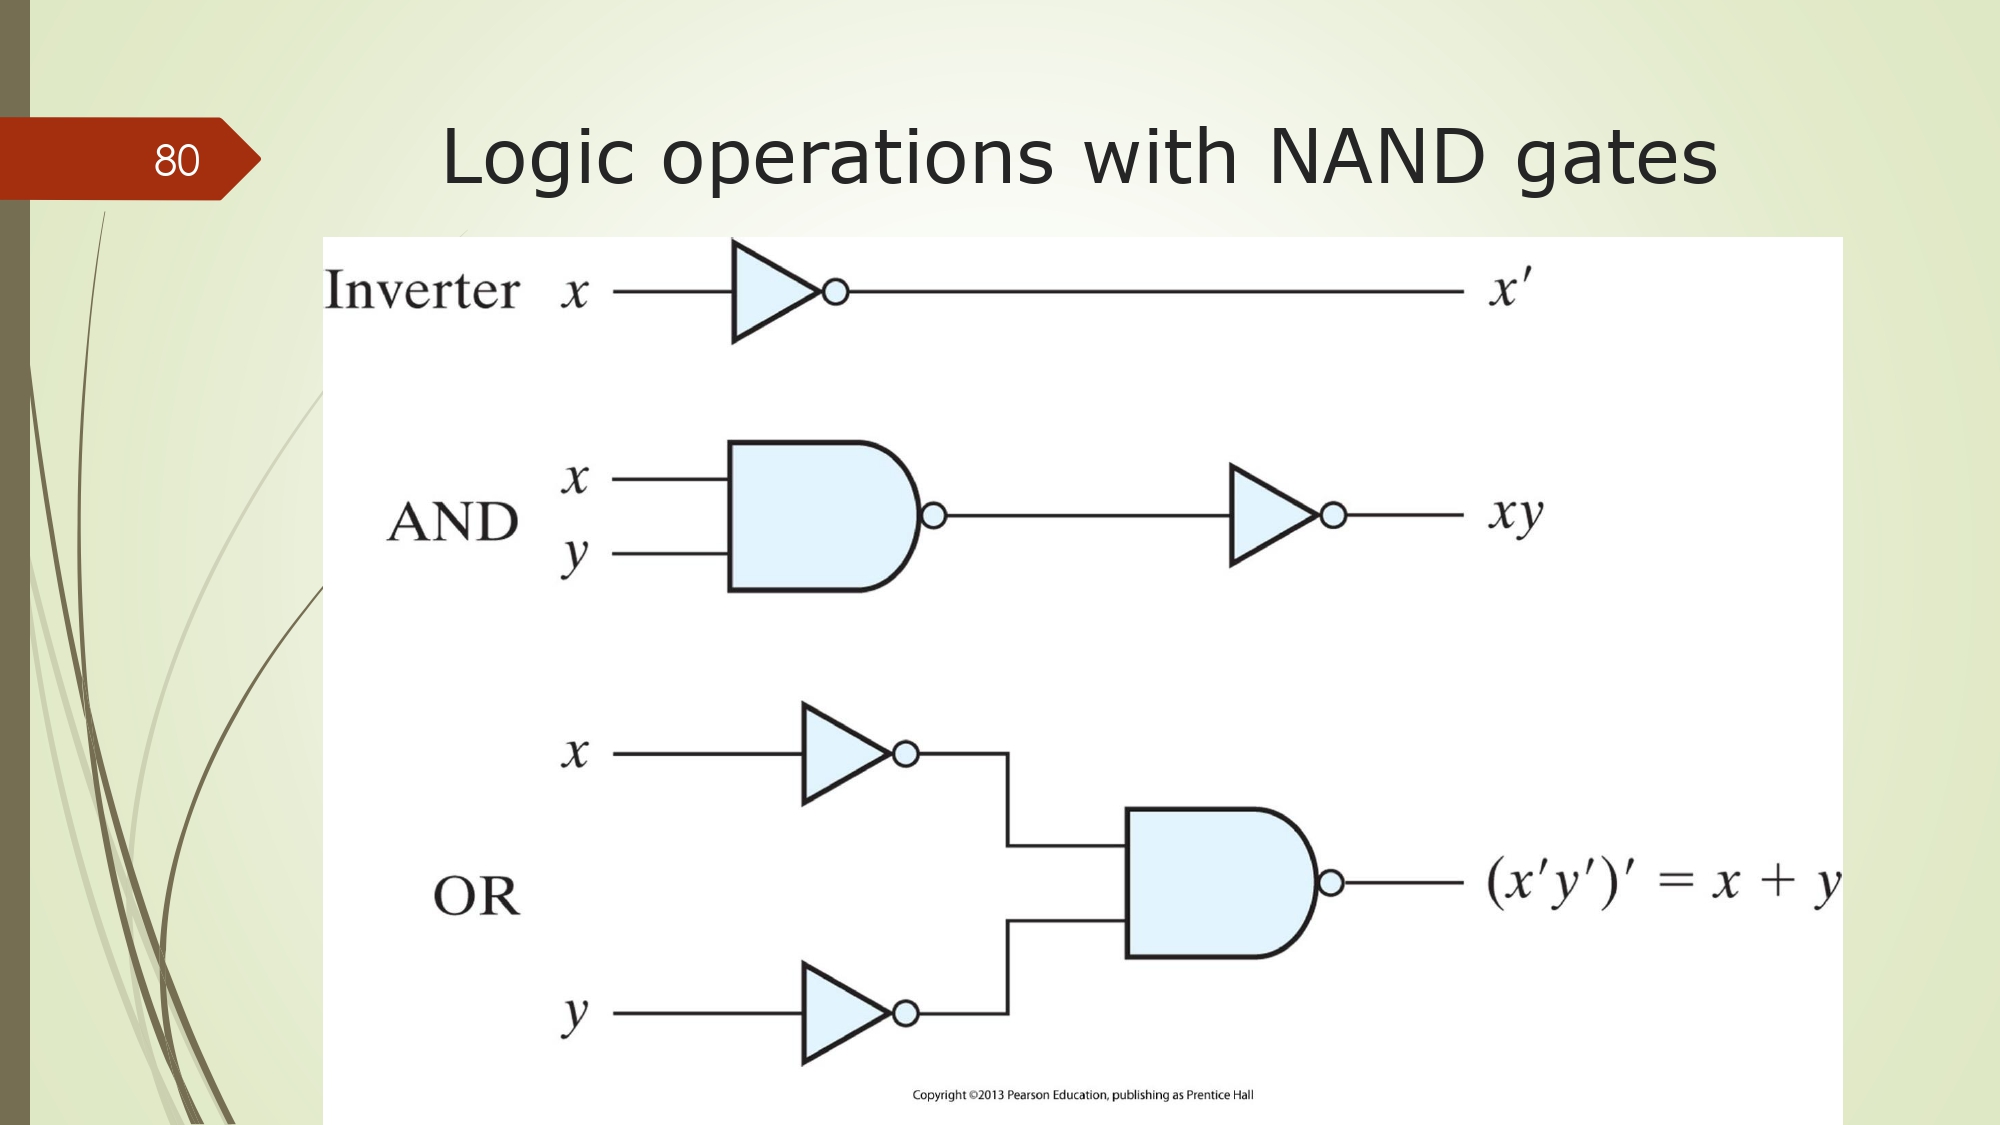 80
Logic operations with NAND gates
Inverter x x′
x
AND xy
y
x
OR (x′y′)′ = x + y
y
Copyright ©2013 Pearson Education, publishing as Prentice Hall